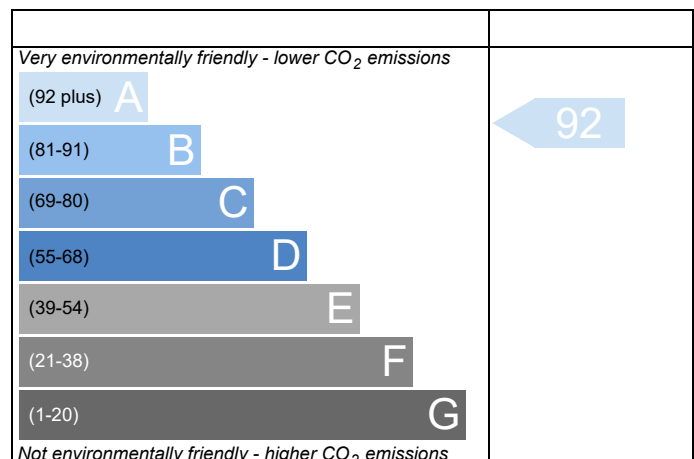 Very environmentally friendly - lower CO2 emissions
(92 plus) A
92
(81-91) B
(69-80) C
(55-68) D
(39-54) E
(21-38) F
(1-20) G
Not environmentally friendly - higher CO2 emissions